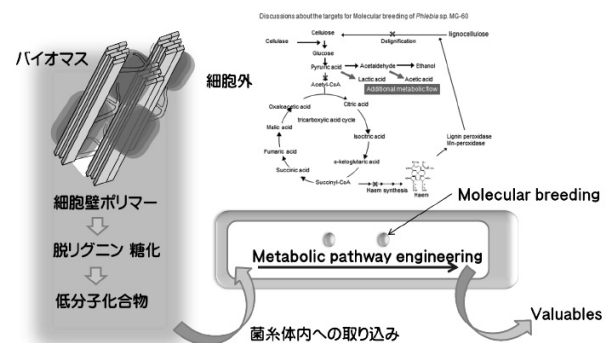 Discussions about the targets for Molecular breeding of Phlebia sp. MG-60
バイオマス
細胞外
細胞壁ポリマー
脱リグニン 糖化
低分子化合物
Cellulose
Delignification
lignocellulose
Cellulase
Glucose
Pyruric acid
Acetaldehyde
Ethanol
Lactic acid
Acetic acid
Additional metabolic flow
Acetyl-CoA
Oxaloacetic acid
Citric acid
tricarboxylic acid cycle
Malic acid
Isocitric acid
Fumaric acid
α-ketoglutaric acid
Succinic acid
Succinyl-CoA
Haem synthesis
Haem
Lignin peroxidase
Mn-peroxidase
Molecular breeding
Metabolic pathway engineering
Valuables
菌糸体内への取り込み